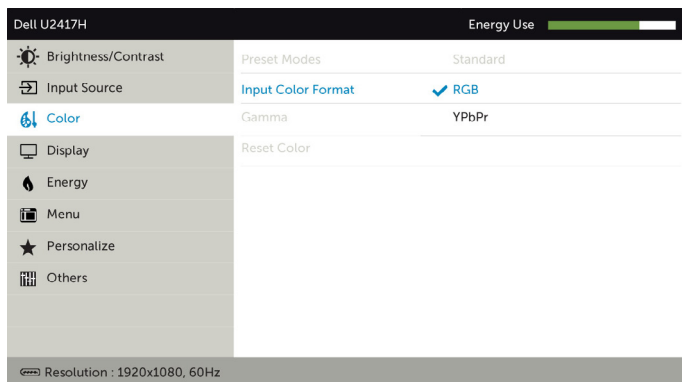 Dell U2417H Energy Use
Brightness/Contrast Preset Modes Standard
Input Source Input Color Format RGB
Color Gamma YPbPr
Display Reset Color
Energy
Menu
Personalize
Others
Resolution : 1920x1080, 60Hz